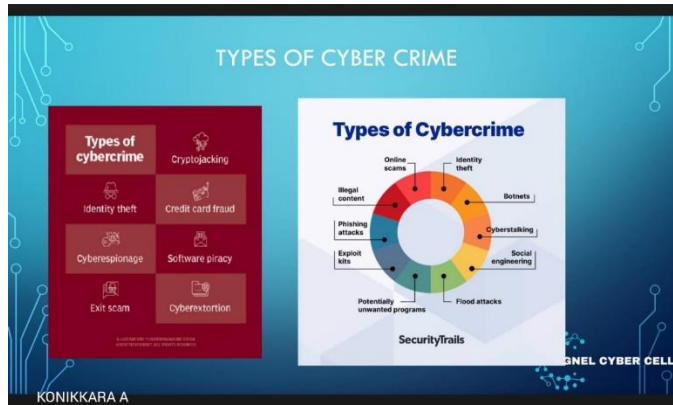 TYPES OF CYBER CRIME
Types of
cybercrime
Cryptojacking
Identity theft
Credit card fraud
Cyberespionage
Software piracy
Exit scam
Cyberextortion
Types of Cybercrime
Online
scams
Identity
theft
Illegal
content
Botnets
Phishing
attacks
Cyberstalking
Exploit
kits
Social
engineering
Potentially
unwanted programs
Flood attacks
SecurityTrails
GNEL CYBER CELL
KONIKKARA A